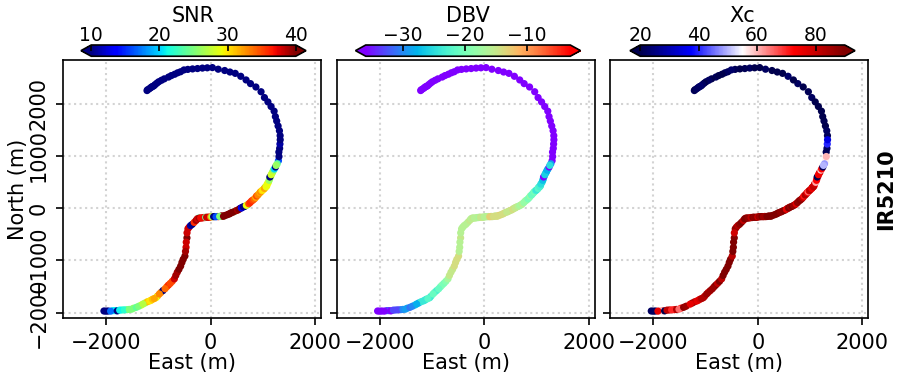 SNR DBV Xc
10 20 30 40 −30 −20 −10 20 40 60 80
North (m)
2000
1000
0
−1000
−2000
−2000 0 2000 −2000 0 2000 −2000 0 2000
East (m) East (m) East (m)
IR5210